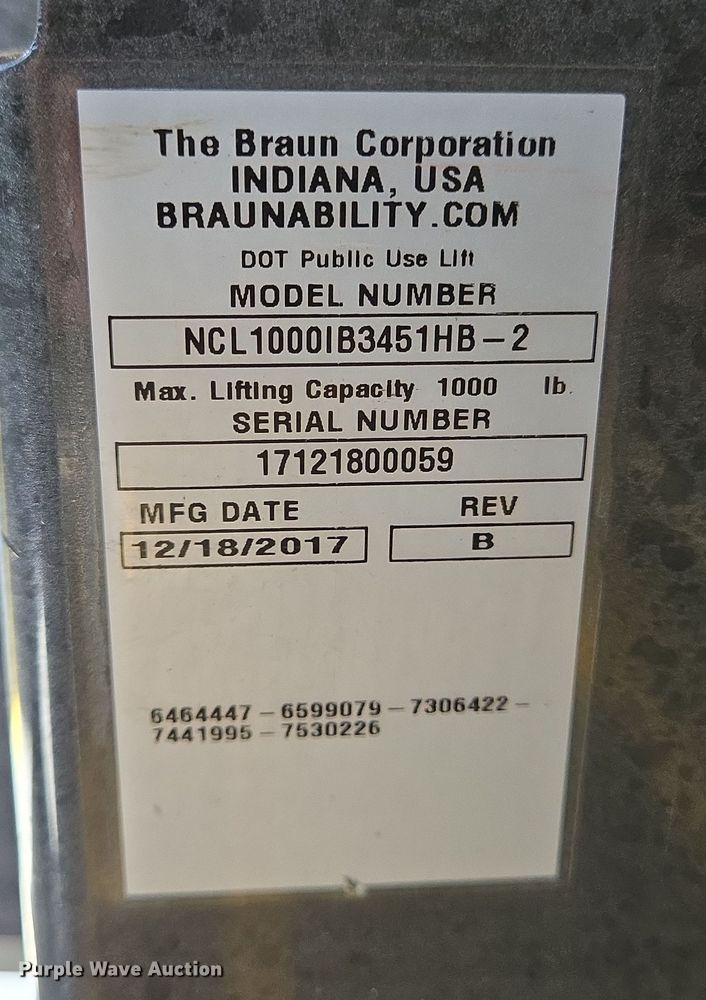 The Braun Corporation
INDIANA, USA
BRAUNABILITY.COM
DOT Public Use Lift
MODEL NUMBER
NCL1000IB3451HB-2
Max. Lifting Capacity 1000 lb.
SERIAL NUMBER
17121800059
MFG DATE REV
12/18/2017 B
6464447-6599079-7306422-
7441995-7530226
Purple Wave Auction